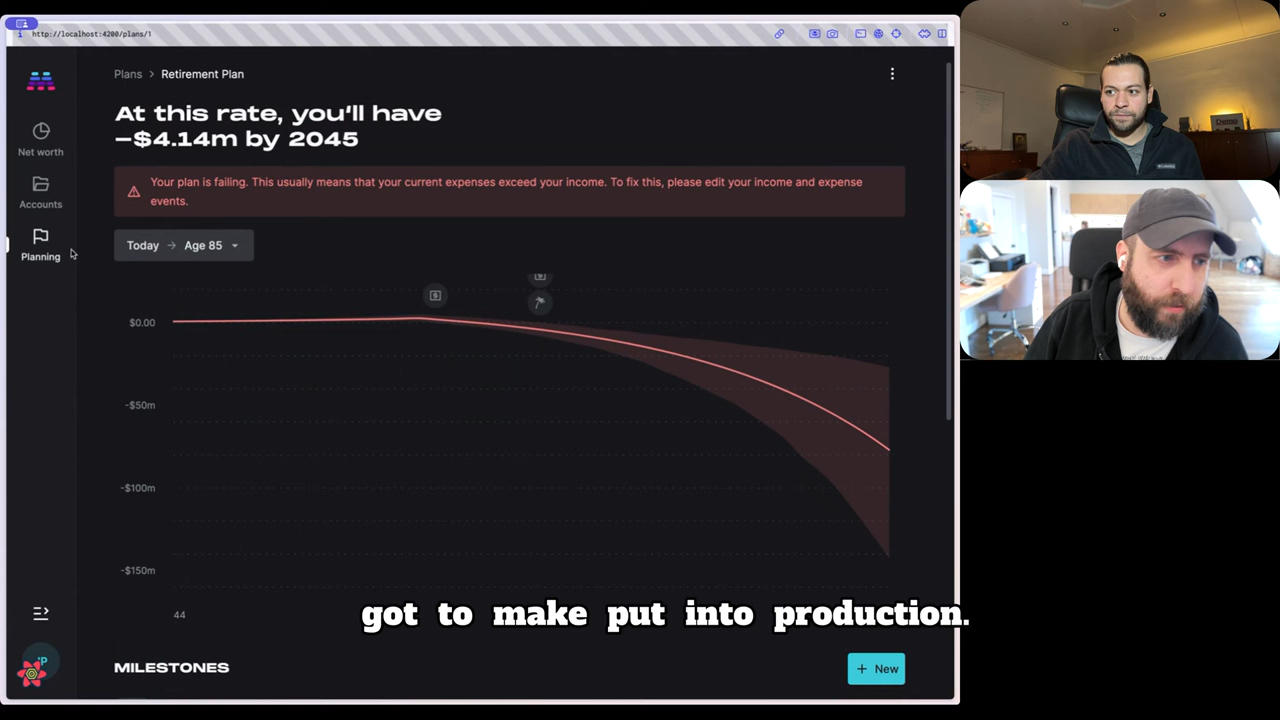 http://localhost:4200/plans/1
Plans > Retirement Plan
At this rate, you'll have
-$4.14m by 2045
Your plan is failing. This usually means that your current expenses exceed your income. To fix this, please edit your income and expense
events.
Today → Age 85
Net worth
Accounts
Planning
$0.00
-$50m
-$100m
-$150m
44
got to make put into production.
MILESTONES
+ New